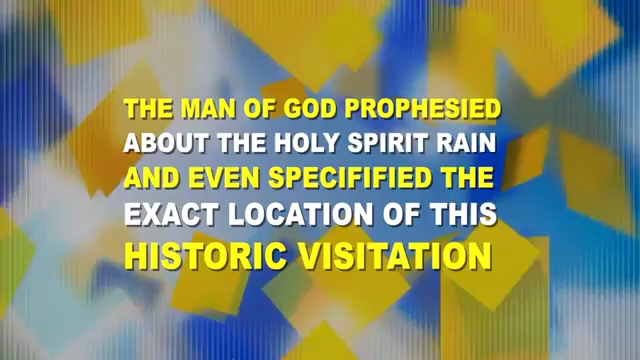 THE MAN OF GOD PROPHESIED
ABOUT THE HOLY SPIRIT RAIN
AND EVEN SPECIFIFIED THE
EXACT LOCATION OF THIS
HISTORIC VISITATION